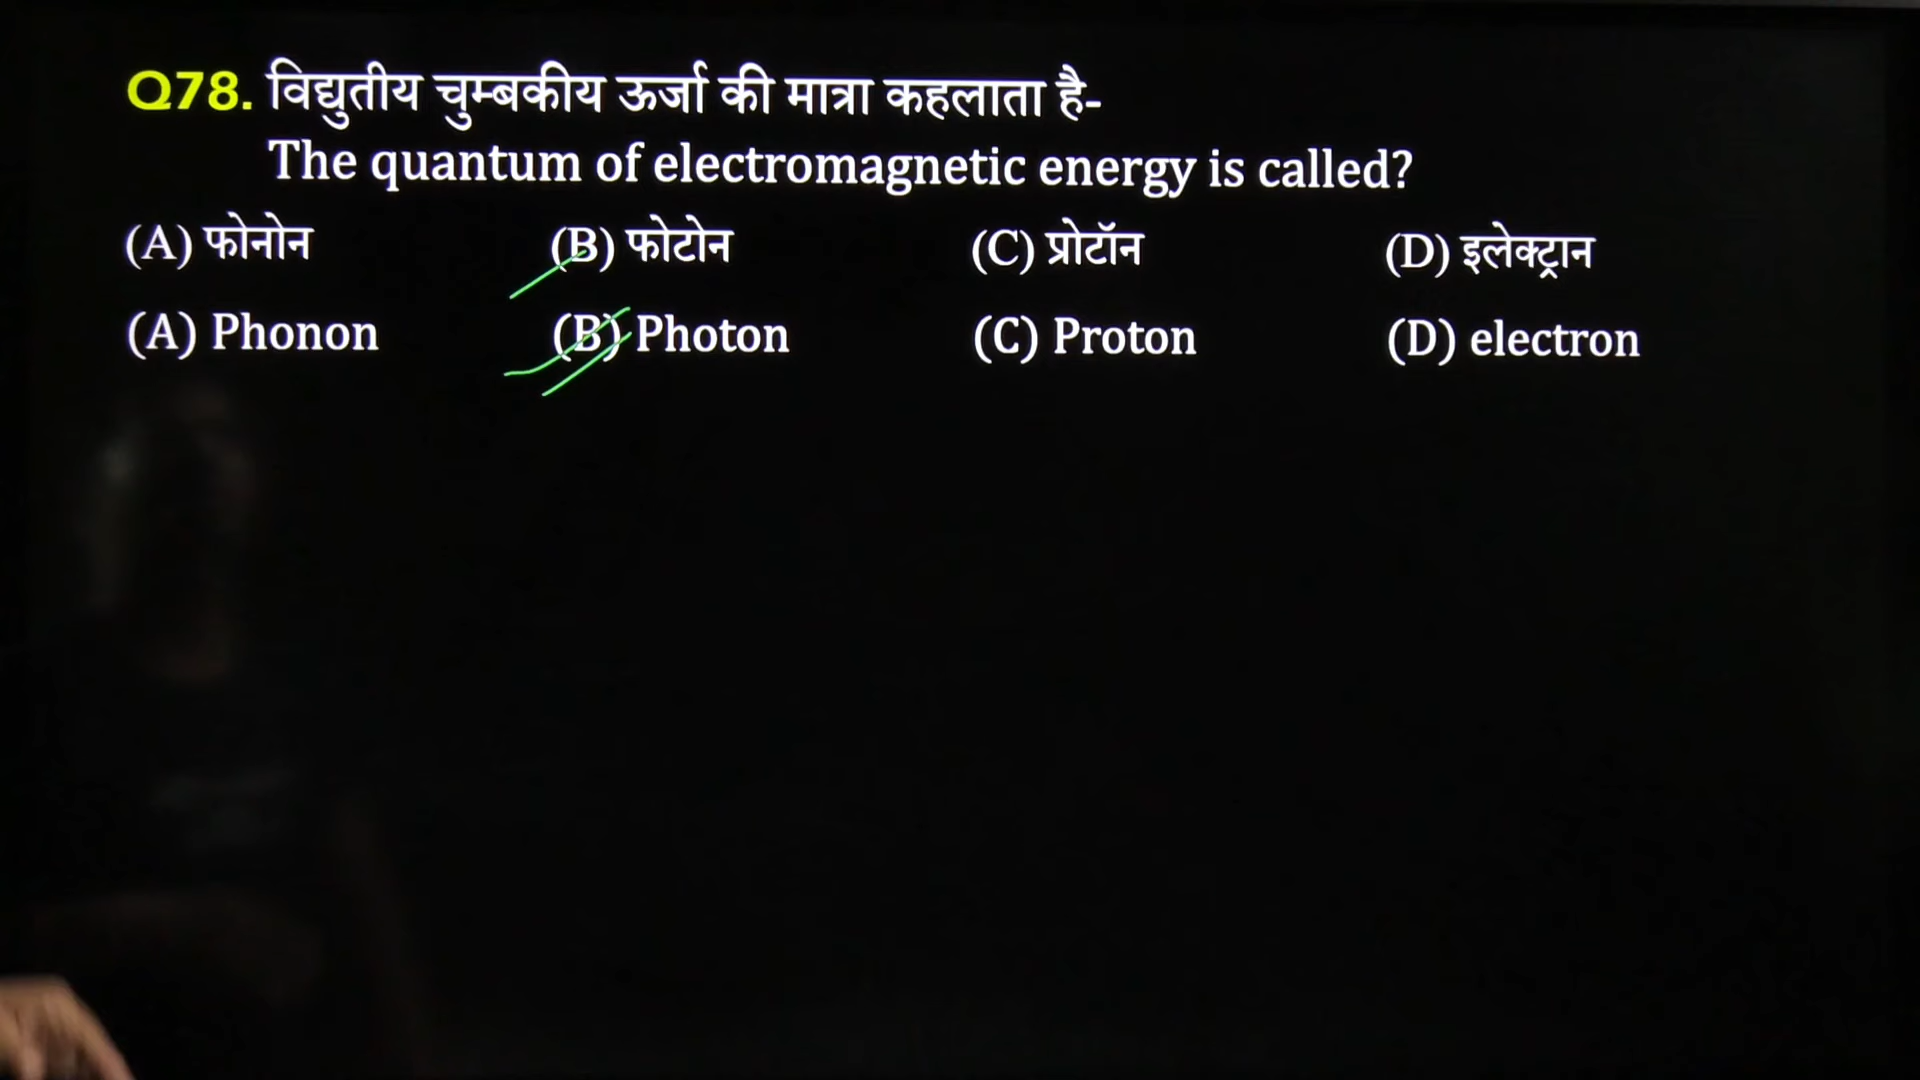 Q78. विद्युतीय चुम्बकीय ऊर्जा की मात्रा कहलाता है-
The quantum of electromagnetic energy is called?
(A) फोनोन (B) फोटोन (C) प्रोटॉन (D) इलेक्ट्रान
(A) Phonon (B) Photon (C) Proton (D) electron